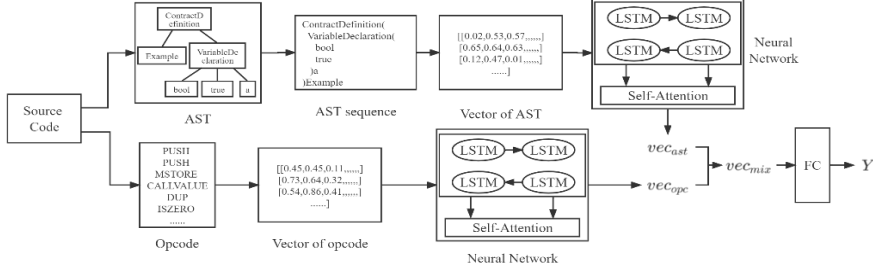 Source
Code
ContractD
efinition
Example
VariableDe
claration
bool
true
a
AST
ContractDefinition(
VariableDeclaration(
bool
true
)a
)Example
AST sequence
[[0.02,0.53,0.57,,,,,,]
[0.65,0.64,0.63,,,,,,]
[0.12,0.47,0.01,,,,,,]
......]
Vector of AST
LSTM
LSTM
LSTM
LSTM
Self-Attention
Neural
Network
PUSH
PUSH
MSTORE
CALLVALUE
DUP
ISZERO
......
Opcode
[[0.45,0.45,0.11,,,,,,]
[0.73,0.64,0.32,,,,,,]
[0.54,0.86,0.41,,,,,,]
......]
Vector of opcode
LSTM
LSTM
LSTM
LSTM
Self-Attention
Neural Network
vec_ast
vec_opc
vec_mix
FC
Y